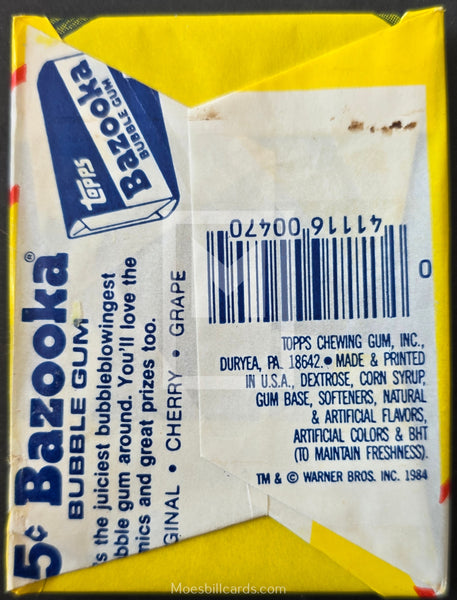 Topps
Bazooka
BUBBLE GUM
5¢ Bazooka®
BUBBLE GUM
s the juiciest bubbleblowingest
bble gum around. You'll love the
mics and great prizes too.
GINAL • CHERRY • GRAPE
41116 00470
0
TOPPS CHEWING GUM, INC.,
DURYEA, PA. 18642. • MADE & PRINTED
IN U.S.A., DEXTROSE, CORN SYRUP,
GUM BASE, SOFTENERS, NATURAL
& ARTIFICIAL FLAVORS,
ARTIFICIAL COLORS & BHT
(TO MAINTAIN FRESHNESS).
TM & © WARNER BROS. INC. 1984
Moesbillcards.com